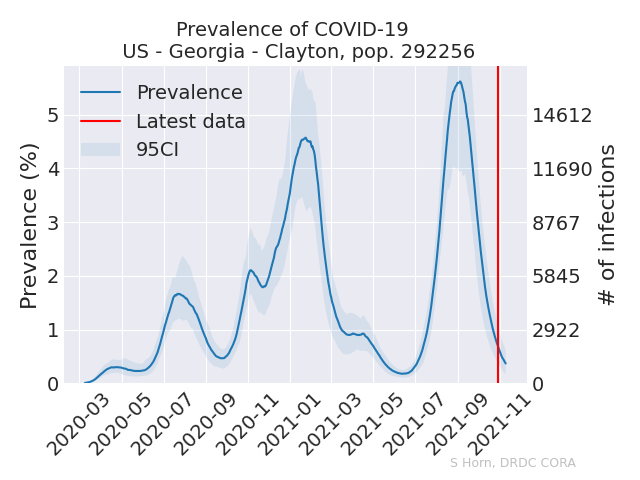 Prevalence of COVID-19
US - Georgia - Clayton, pop. 292256
Prevalence
Latest data
95CI
Prevalence (%)
5
4
3
2
1
0
14612
11690
8767
5845
2922
0
# of infections
2020-03
2020-05
2020-07
2020-09
2020-11
2021-01
2021-03
2021-05
2021-07
2021-09
2021-11
S Horn, DRDC CORA